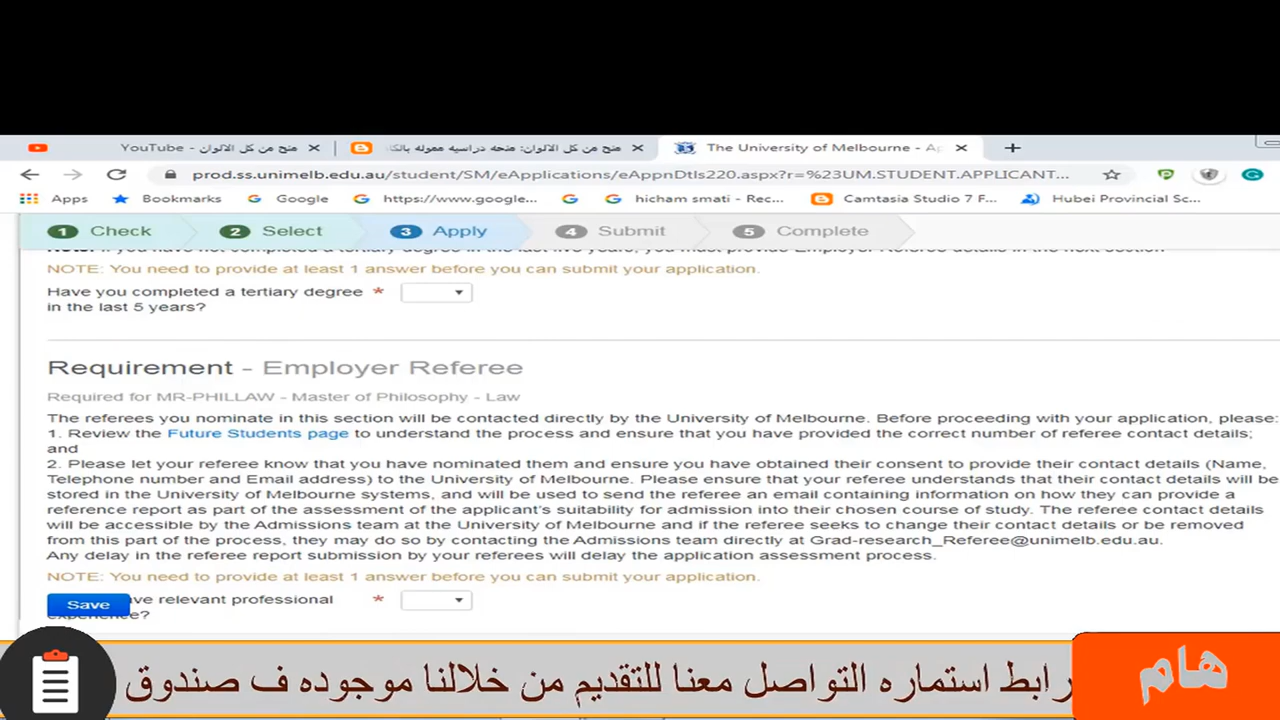 YouTube - منح من كل الالوان
منح من كل الالوان: منحه دراسيه ممولة بالكا
The University of Melbourne - Ap
prod.ss.unimelb.edu.au/student/SM/eApplications/eAppnDtls220.aspx?r=%23UM.STUDENT.APPLICANT...
Apps Bookmarks Google https://www.google... hicham smati - Rec... Camtasia Studio 7 F... Hubei Provincial Sc...
1 Check 2 Select 3 Apply 4 Submit 5 Complete
NOTE: You need to provide at least 1 answer before you can submit your application.
Have you completed a tertiary degree *
in the last 5 years?
Requirement - Employer Referee
Required for MR-PHILLAW - Master of Philosophy - Law
The referees you nominate in this section will be contacted directly by the University of Melbourne. Before proceeding with your application, please:
1. Review the Future Students page to understand the process and ensure that you have provided the correct number of referee contact details;
and
2. Please let your referee know that you have nominated them and ensure you have obtained their consent to provide their contact details (Name,
Telephone number and Email address) to the University of Melbourne. Please ensure that your referee understands that their contact details will be
stored in the University of Melbourne systems, and will be used to send the referee an email containing information on how they can provide a
reference report as part of the assessment of the applicant's suitability for admission into their chosen course of study. The referee contact details
will be accessible by the Admissions team at the University of Melbourne and if the referee seeks to change their contact details or be removed
from this part of the process, they may do so by contacting the Admissions team directly at Grad-research_Referee@unimelb.edu.au.
Any delay in the referee report submission by your referees will delay the application assessment process.
NOTE: You need to provide at least 1 answer before you can submit your application.
Save ve relevant professional *
experience?
هام
رابط استماره التواصل معنا للتقديم من خلالنا موجوده ف صندوق